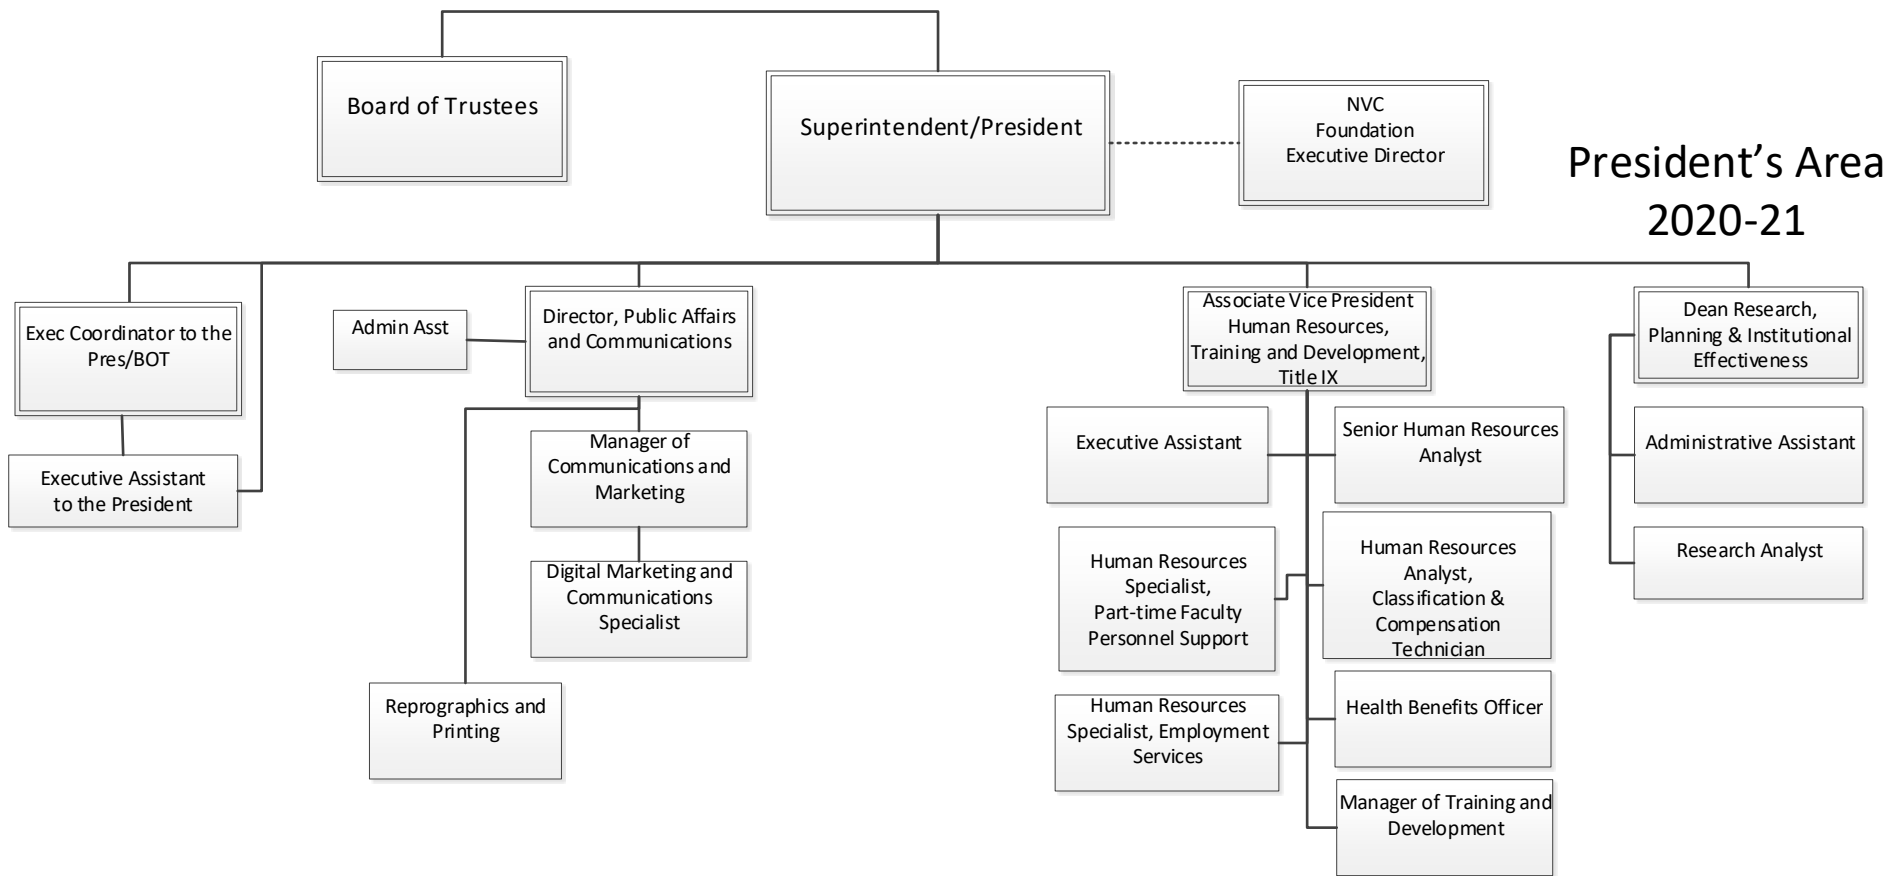 Board of Trustees
Superintendent/President
NVC
Foundation
Executive Director
President’s Area
2020-21
Exec Coordinator to the
Pres/BOT
Executive Assistant
to the President
Admin Asst
Director, Public Affairs
and Communications
Manager of
Communications and
Marketing
Digital Marketing and
Communications
Specialist
Reprographics and
Printing
Associate Vice President
Human Resources,
Training and Development,
Title IX
Executive Assistant
Senior Human Resources
Analyst
Human Resources
Specialist,
Part-time Faculty
Personnel Support
Human Resources
Analyst,
Classification &
Compensation
Technician
Human Resources
Specialist, Employment
Services
Health Benefits Officer
Manager of Training and
Development
Dean Research,
Planning & Institutional
Effectiveness
Administrative Assistant
Research Analyst